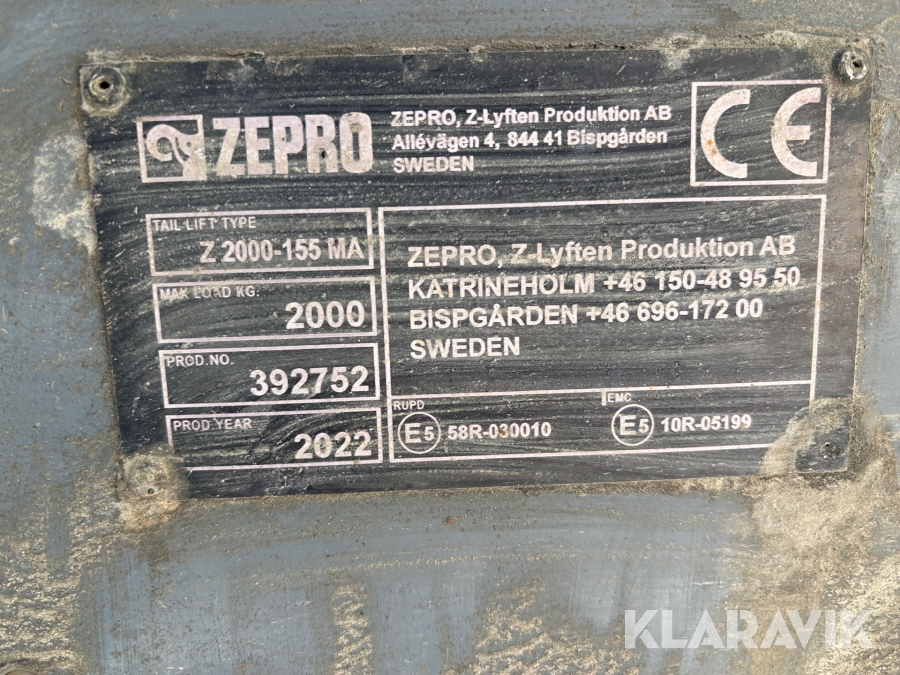 ZEPRO
ZEPRO, Z-Lyften Produktion AB
Allévägen 4, 844 41 Bispgården
SWEDEN
CE
TAIL LIFT TYPE
Z 2000-155 MA
MAX LOAD KG.
2000
PROD.NO.
392752
PROD.YEAR
2022
ZEPRO, Z-Lyften Produktion AB
KATRINEHOLM +46 150-48 95 50
BISPGÅRDEN +46 696-172 00
SWEDEN
RUPD
E5 58R-030010
EMC
E5 10R-05199
KLARAVIK